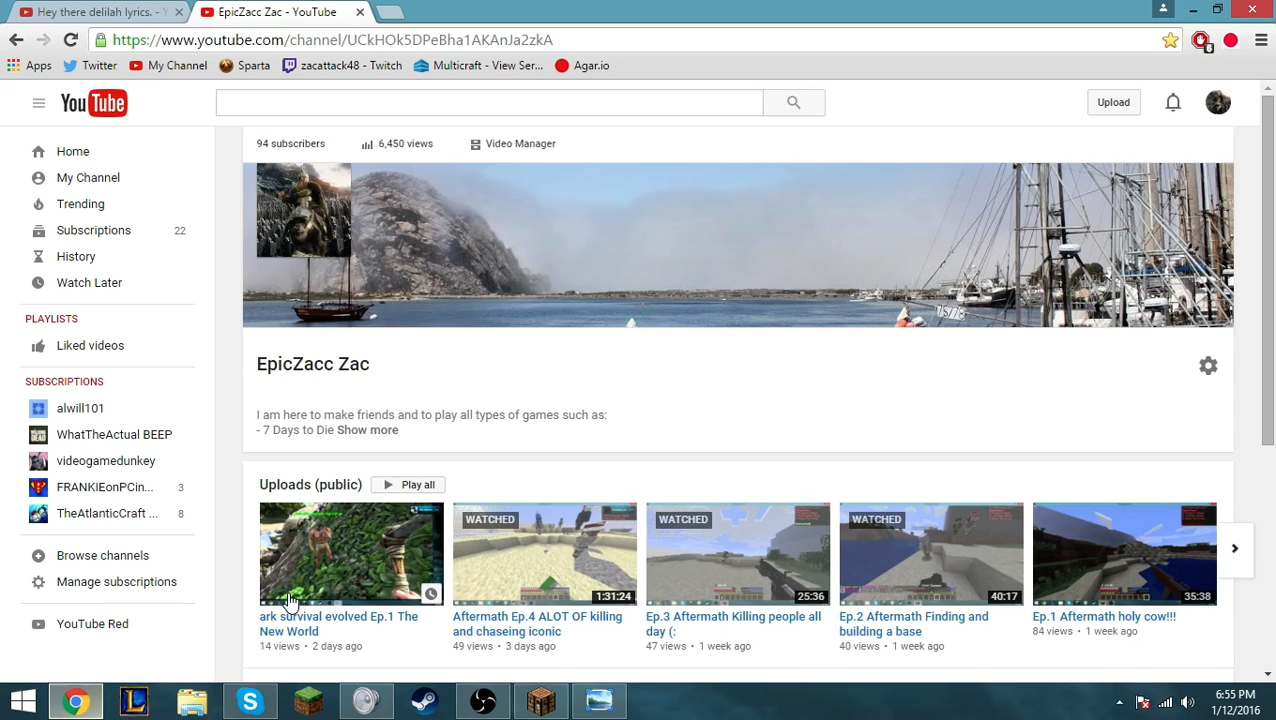 Hey there delilah lyrics. - Y
EpicZacc Zac - YouTube
https://www.youtube.com/channel/UCkHOk5DPeBha1AKAnJa2zkA
Apps Twitter My Channel Sparta zacattack48 - Twitch Multicraft - View Ser... Agar.io
YouTube Upload
94 subscribers 6,450 views Video Manager
Home
My Channel
Trending
Subscriptions 22
History
Watch Later
PLAYLISTS
Liked videos
SUBSCRIPTIONS
alwill101
WhatTheActual BEEP
videogamedunkey
FRANKIEonPCin... 3
TheAtlanticCraft ... 8
Browse channels
Manage subscriptions
YouTube Red
EpicZacc Zac
I am here to make friends and to play all types of games such as:
- 7 Days to Die Show more
Uploads (public) Play all
WATCHED WATCHED WATCHED
1:31:24 25:36 40:17 35:38
ark survival evolved Ep.1 The
New World
14 views • 2 days ago
Aftermath Ep.4 ALOT OF killing
and chaseing iconic
49 views • 3 days ago
Ep.3 Aftermath Killing people all
day (:
47 views • 1 week ago
Ep.2 Aftermath Finding and
building a base
40 views • 1 week ago
Ep.1 Aftermath holy cow!!!
84 views • 1 week ago
6:55 PM
1/12/2016